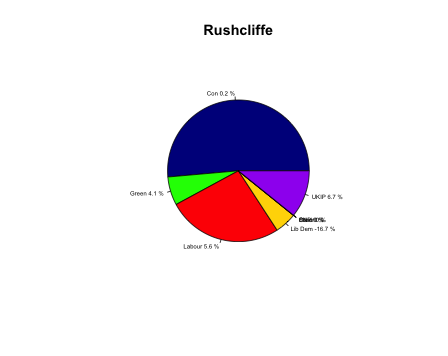 Rushcliffe
Con 0.2 %
Green 4.1 %
UKIP 6.7 %
Lib Dem -16.7 %
Labour 5.6 %